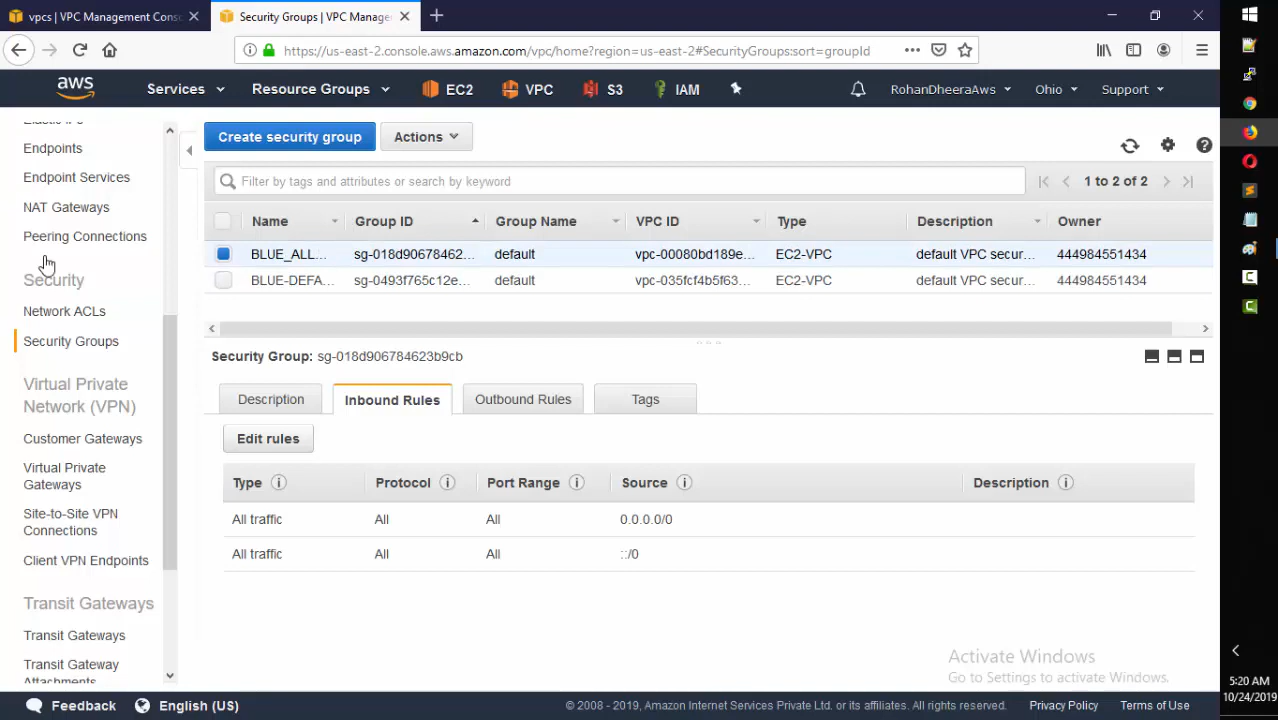 vpcs | VPC Management Conso
Security Groups | VPC Manage
https://us-east-2.console.aws.amazon.com/vpc/home?region=us-east-2#SecurityGroups:sort=groupId
aws
Services
Resource Groups
EC2
VPC
S3
IAM
RohanDheeraAws
Ohio
Support
Elastic IPs
Endpoints
Endpoint Services
NAT Gateways
Peering Connections
Security
Network ACLs
Security Groups
Virtual Private
Network (VPN)
Customer Gateways
Virtual Private
Gateways
Site-to-Site VPN
Connections
Client VPN Endpoints
Transit Gateways
Transit Gateways
Transit Gateway
Attachments
Create security group
Actions
Filter by tags and attributes or search by keyword
1 to 2 of 2
Name Group ID Group Name VPC ID Type Description Owner
BLUE_ALL... sg-018d90678462... default vpc-00080bd189e... EC2-VPC default VPC secur... 444984551434
BLUE-DEFA... sg-0493f765c12e... default vpc-035fcf4b5f63... EC2-VPC default VPC secur... 444984551434
Security Group: sg-018d906784623b9cb
Description
Inbound Rules
Outbound Rules
Tags
Edit rules
Type Protocol Port Range Source Description
All traffic All All 0.0.0.0/0
All traffic All All ::/0
Activate Windows
Go to Settings to activate Windows.
Feedback
English (US)
© 2008 - 2019, Amazon Internet Services Private Ltd. or its affiliates. All rights reserved.
Privacy Policy
Terms of Use
5:20 AM
10/24/2019